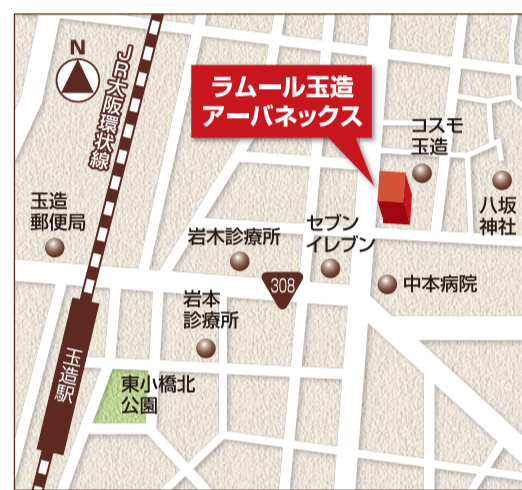 N
JR大阪環状線
ラムール玉造
アーバネックス
コスモ
玉造
八坂
神社
玉造
郵便局
岩木診療所
セブン
イレブン
308
中本病院
岩本
診療所
玉造駅
東小橋北
公園